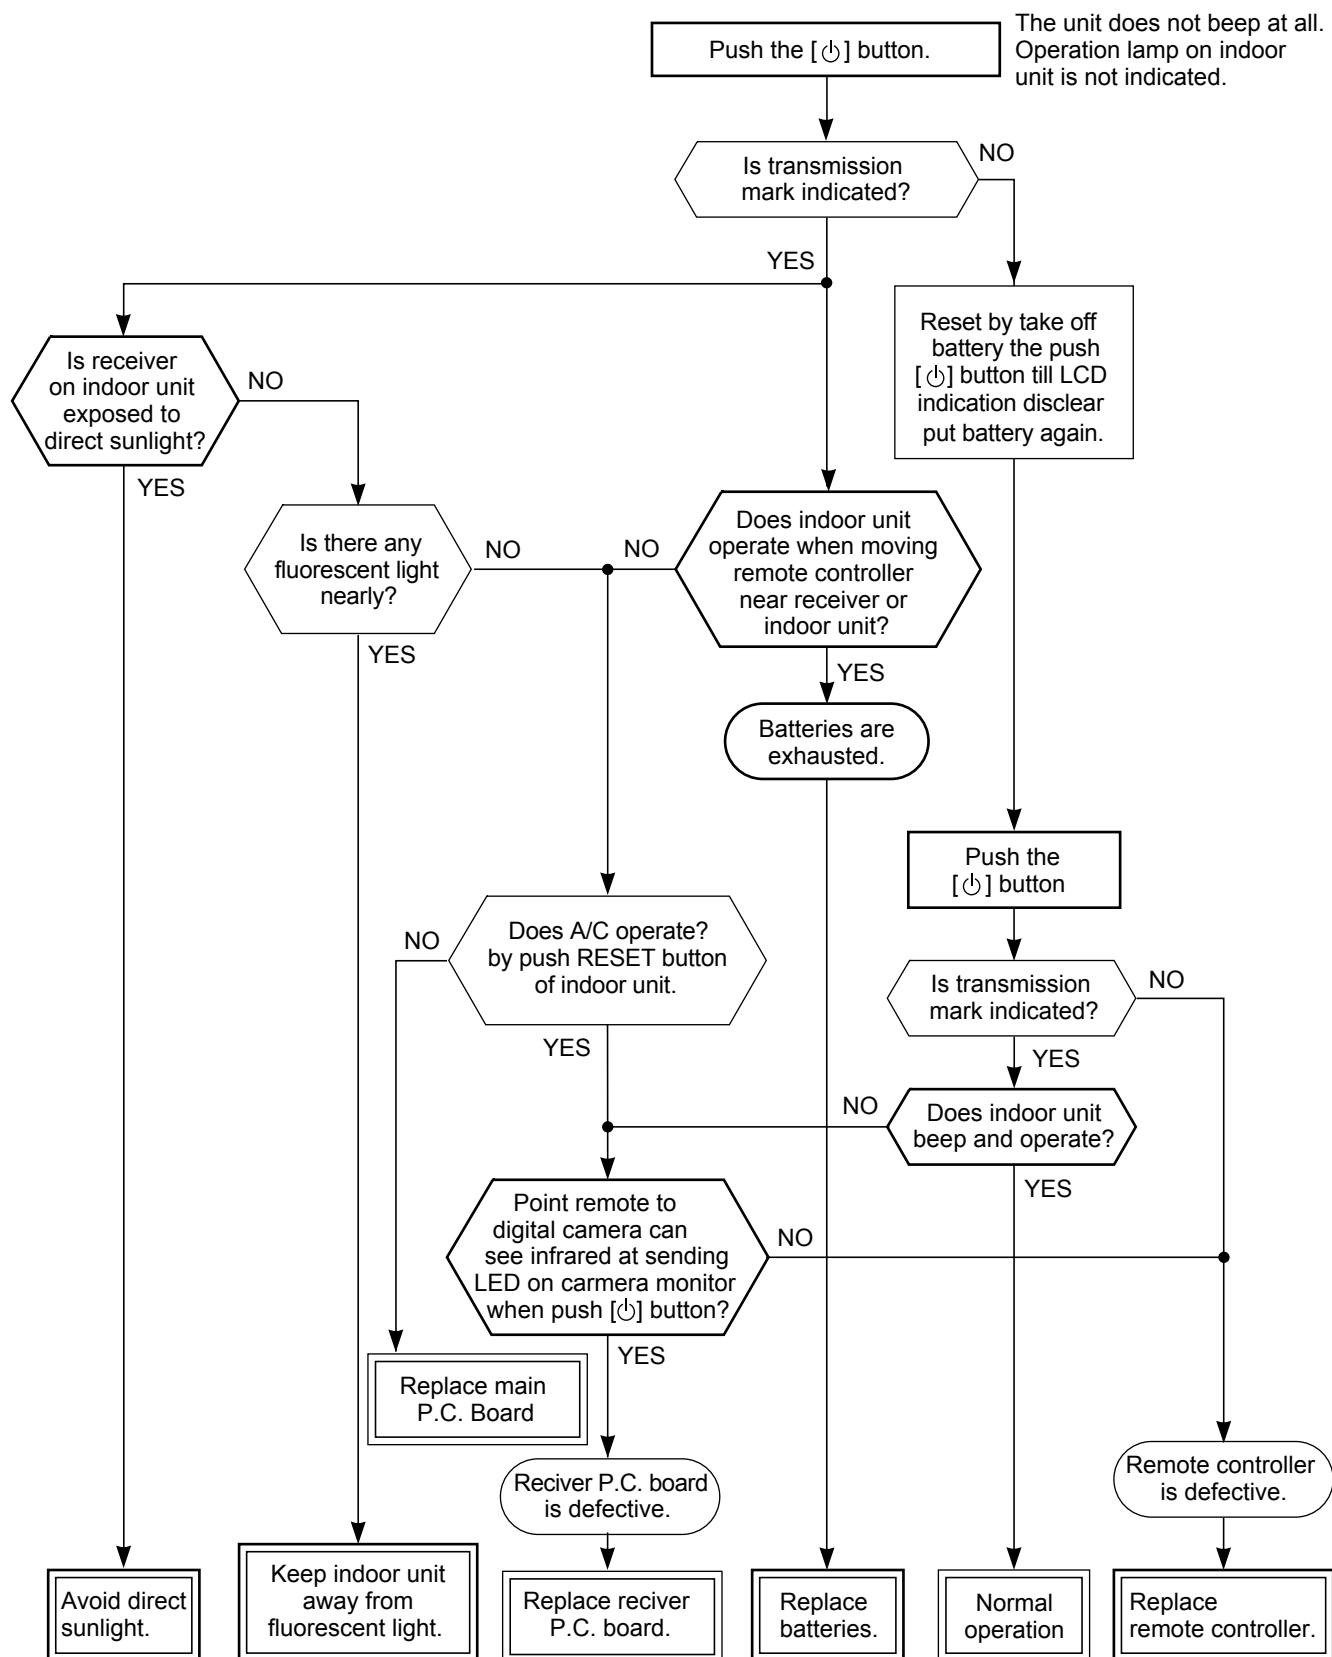 Push the [⏻] button.
The unit does not beep at all.
Operation lamp on indoor
unit is not indicated.
Is transmission
mark indicated?
NO
YES
Reset by take off
battery the push
[⏻] button till LCD
indication disclear
put battery again.
Is receiver
on indoor unit
exposed to
direct sunlight?
NO
YES
Is there any
fluorescent light
nearly?
NO
YES
NO
Does indoor unit
operate when moving
remote controller
near receiver or
indoor unit?
YES
Batteries are
exhausted.
Push the
[⏻] button
NO
Does A/C operate?
by push RESET button
of indoor unit.
YES
Is transmission
mark indicated?
NO
YES
NO
Does indoor unit
beep and operate?
YES
Point remote to
digital camera can
see infrared at sending
LED on carmera monitor
when push [⏻] button?
NO
YES
Replace main
P.C. Board
Reciver P.C. board
is defective.
Remote controller
is defective.
Avoid direct
sunlight.
Keep indoor unit
away from
fluorescent light.
Replace reciver
P.C. board.
Replace
batteries.
Normal
operation
Replace
remote controller.